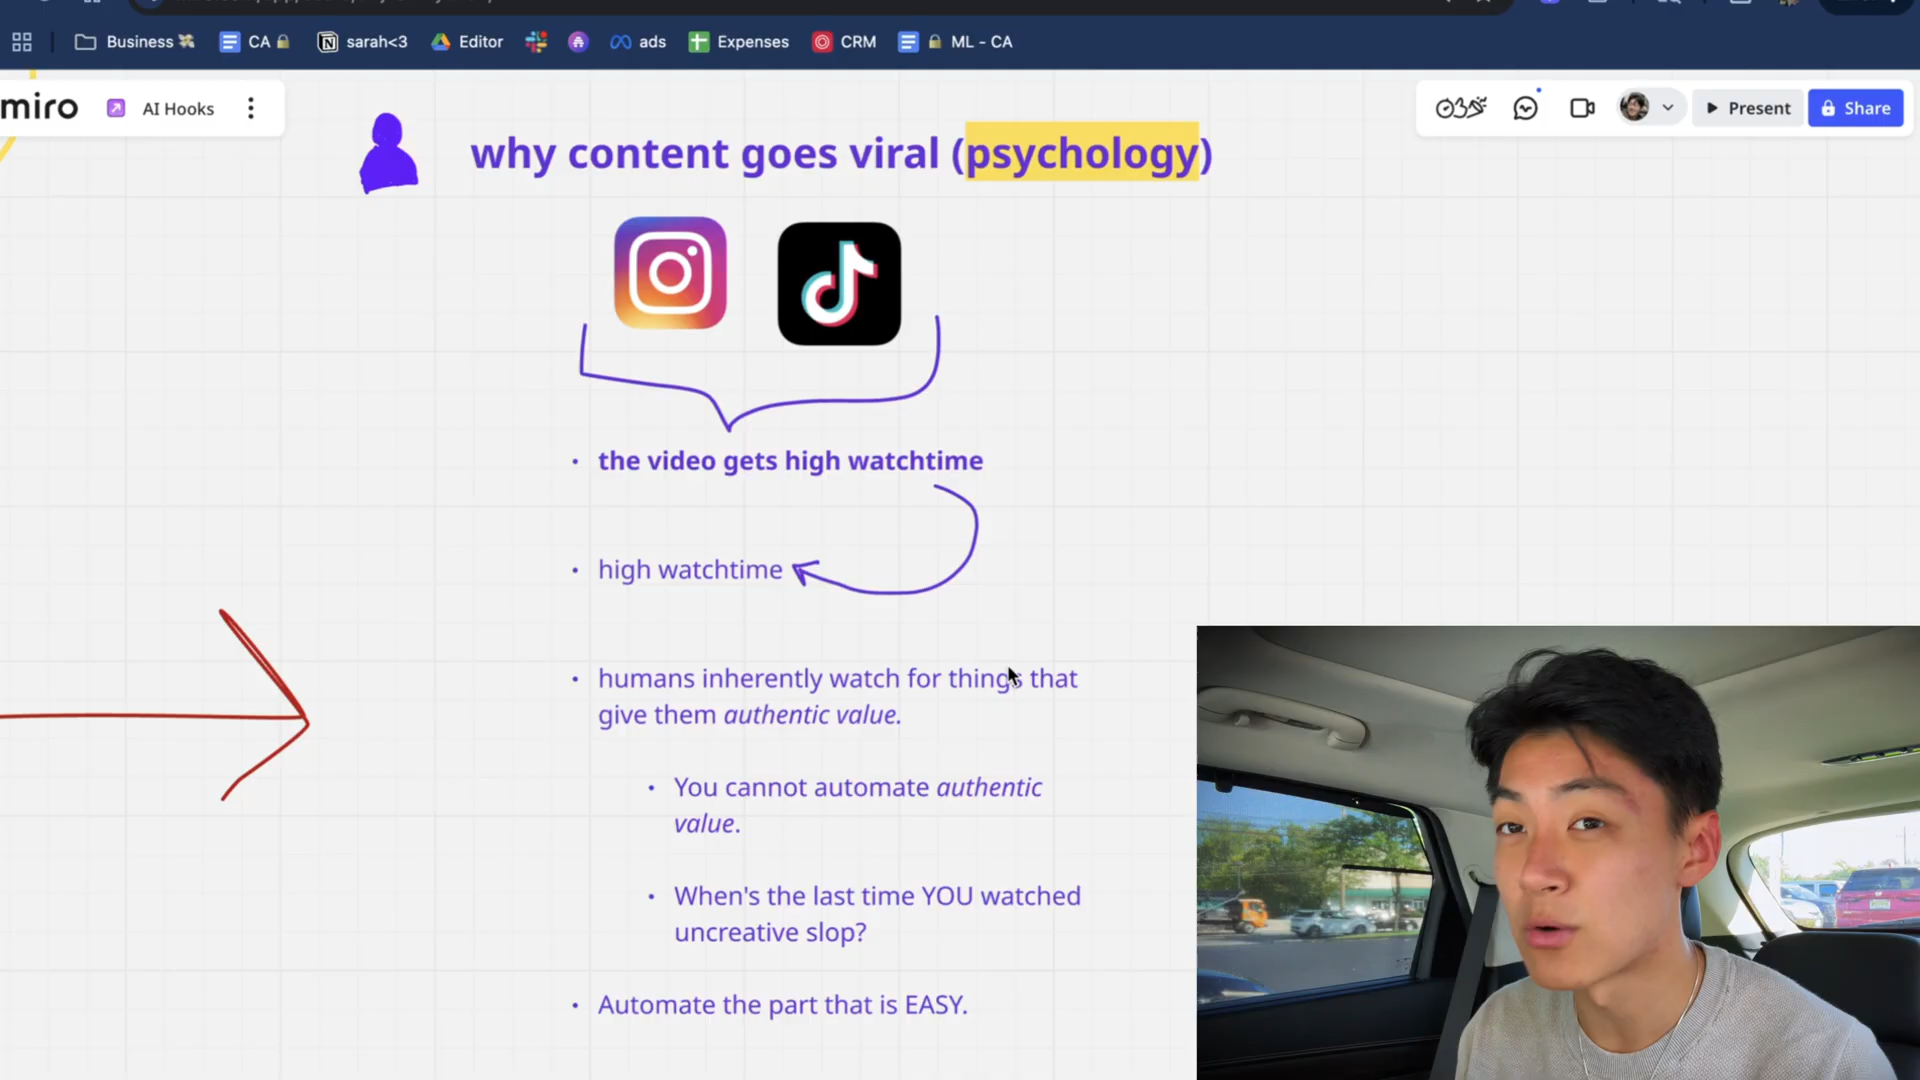 Business
CA
sarah<3
Editor
ads
Expenses
CRM
ML - CA
miro
AI Hooks
Present
Share
why content goes viral (psychology)
the video gets high watchtime
high watchtime
humans inherently watch for things that
give them authentic value.
You cannot automate authentic
value.
When's the last time YOU watched
uncreative slop?
Automate the part that is EASY.